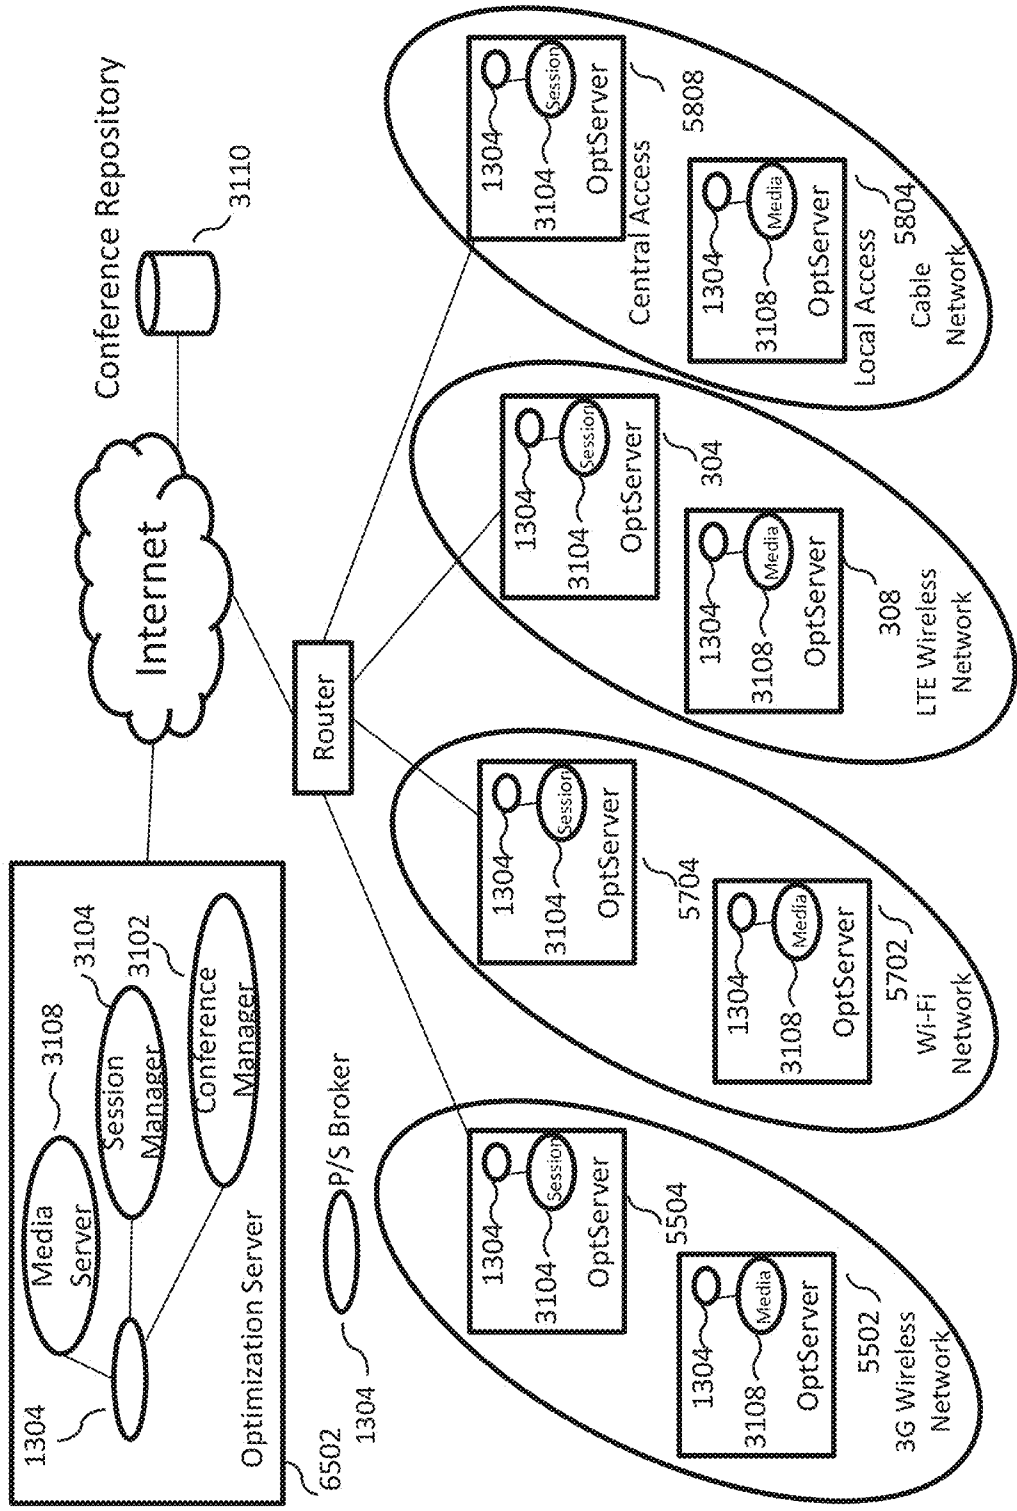 1304
Media
Server
3108
Session
Manager
3104
3102
Conference
Manager
Optimization Server
6502
1304
P/S Broker
Internet
Conference Repository
3110
Router
1304
Session
3104
OptServer
5504
1304
Media
3108
OptServer
5502
3G Wireless
Network
1304
Session
3104
OptServer
5704
1304
Media
3108
OptServer
5702
Wi-Fi
Network
1304
Session
3104
OptServer
304
1304
Media
3108
OptServer
308
LTE Wireless
Network
1304
Session
3104
OptServer
Central Access
5808
1304
Media
3108
OptServer
Local Access
5804
Cable
Network